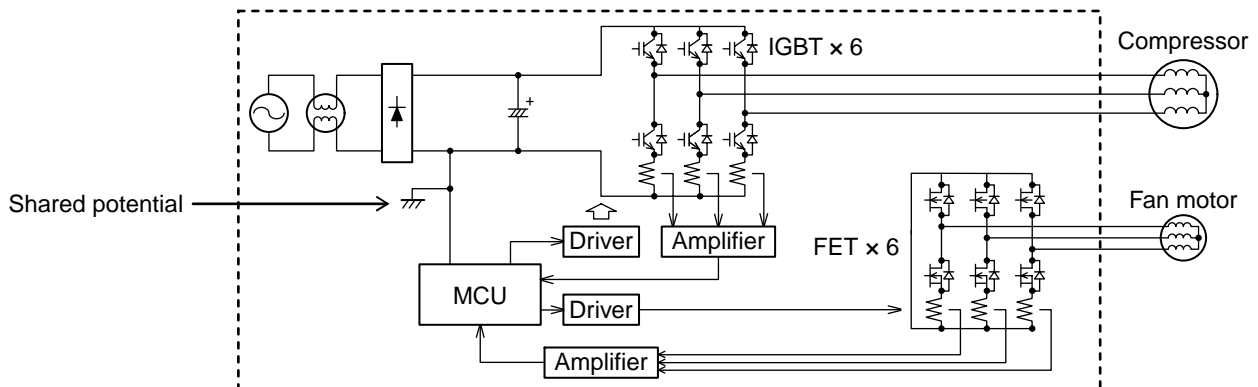 IGBT × 6
Compressor
Shared potential
Fan motor
Driver
Amplifier
FET × 6
MCU
Driver
Amplifier
+